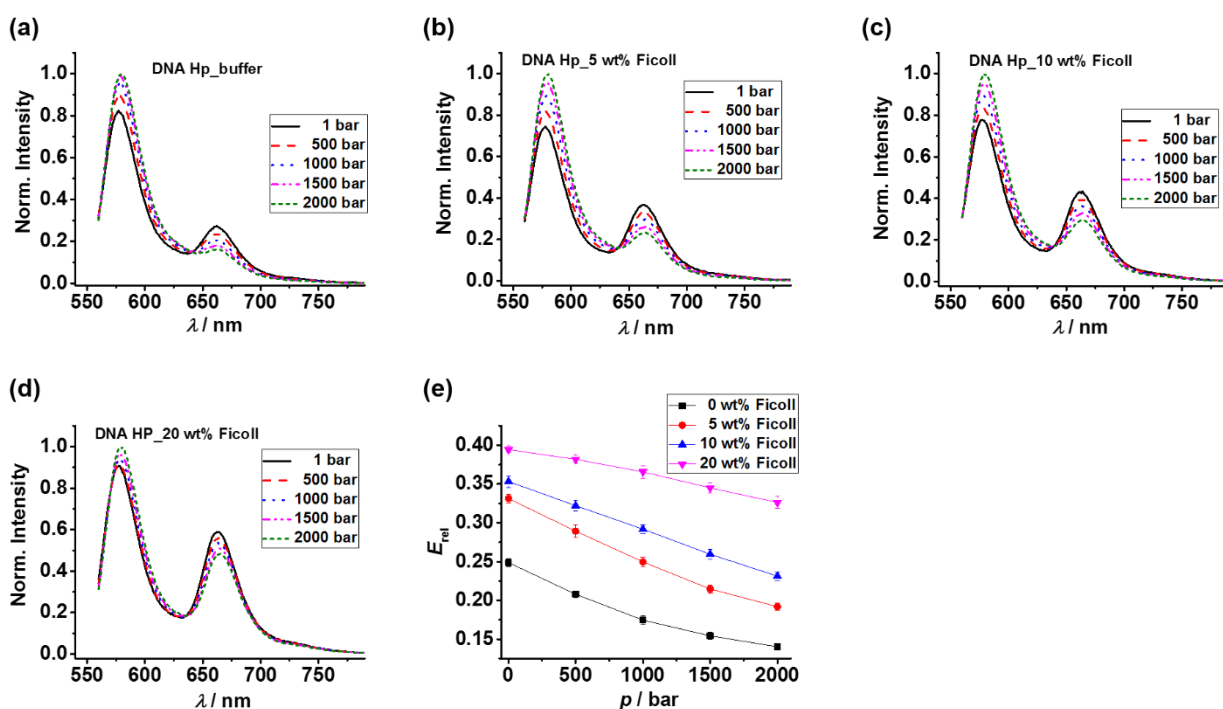 (a)
DNA Hp_buffer
1 bar
500 bar
1000 bar
1500 bar
2000 bar
Norm. Intensity
1.0
0.8
0.6
0.4
0.2
0.0
550 600 650 700 750
λ / nm
(b)
DNA Hp_5 wt% Ficoll
1 bar
500 bar
1000 bar
1500 bar
2000 bar
Norm. Intensity
1.0
0.8
0.6
0.4
0.2
0.0
550 600 650 700 750
λ / nm
(c)
DNA Hp_10 wt% Ficoll
1 bar
500 bar
1000 bar
1500 bar
2000 bar
Norm. Intensity
1.0
0.8
0.6
0.4
0.2
0.0
550 600 650 700 750
λ / nm
(d)
DNA HP_20 wt% Ficoll
1 bar
500 bar
1000 bar
1500 bar
2000 bar
Norm. Intensity
1.0
0.8
0.6
0.4
0.2
0.0
550 600 650 700 750
λ / nm
(e)
0 wt% Ficoll
5 wt% Ficoll
10 wt% Ficoll
20 wt% Ficoll
Erel
0.40
0.35
0.30
0.25
0.20
0.15
0 500 1000 1500 2000
p / bar